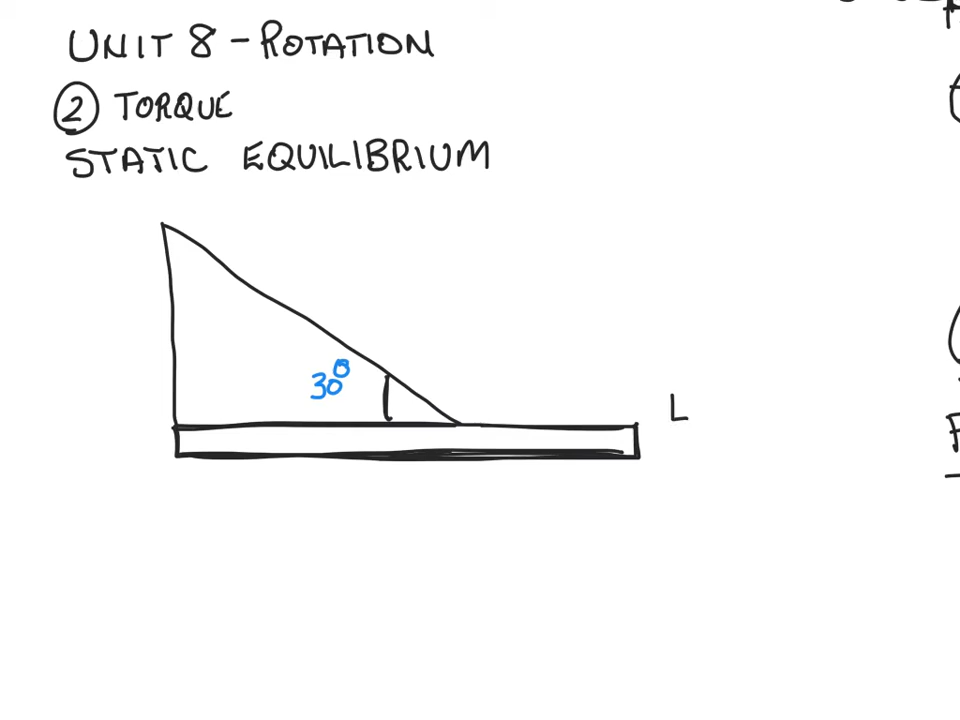 UNIT 8 - ROTATION
② TORQUE
STATIC EQUILIBRIUM
30°
L